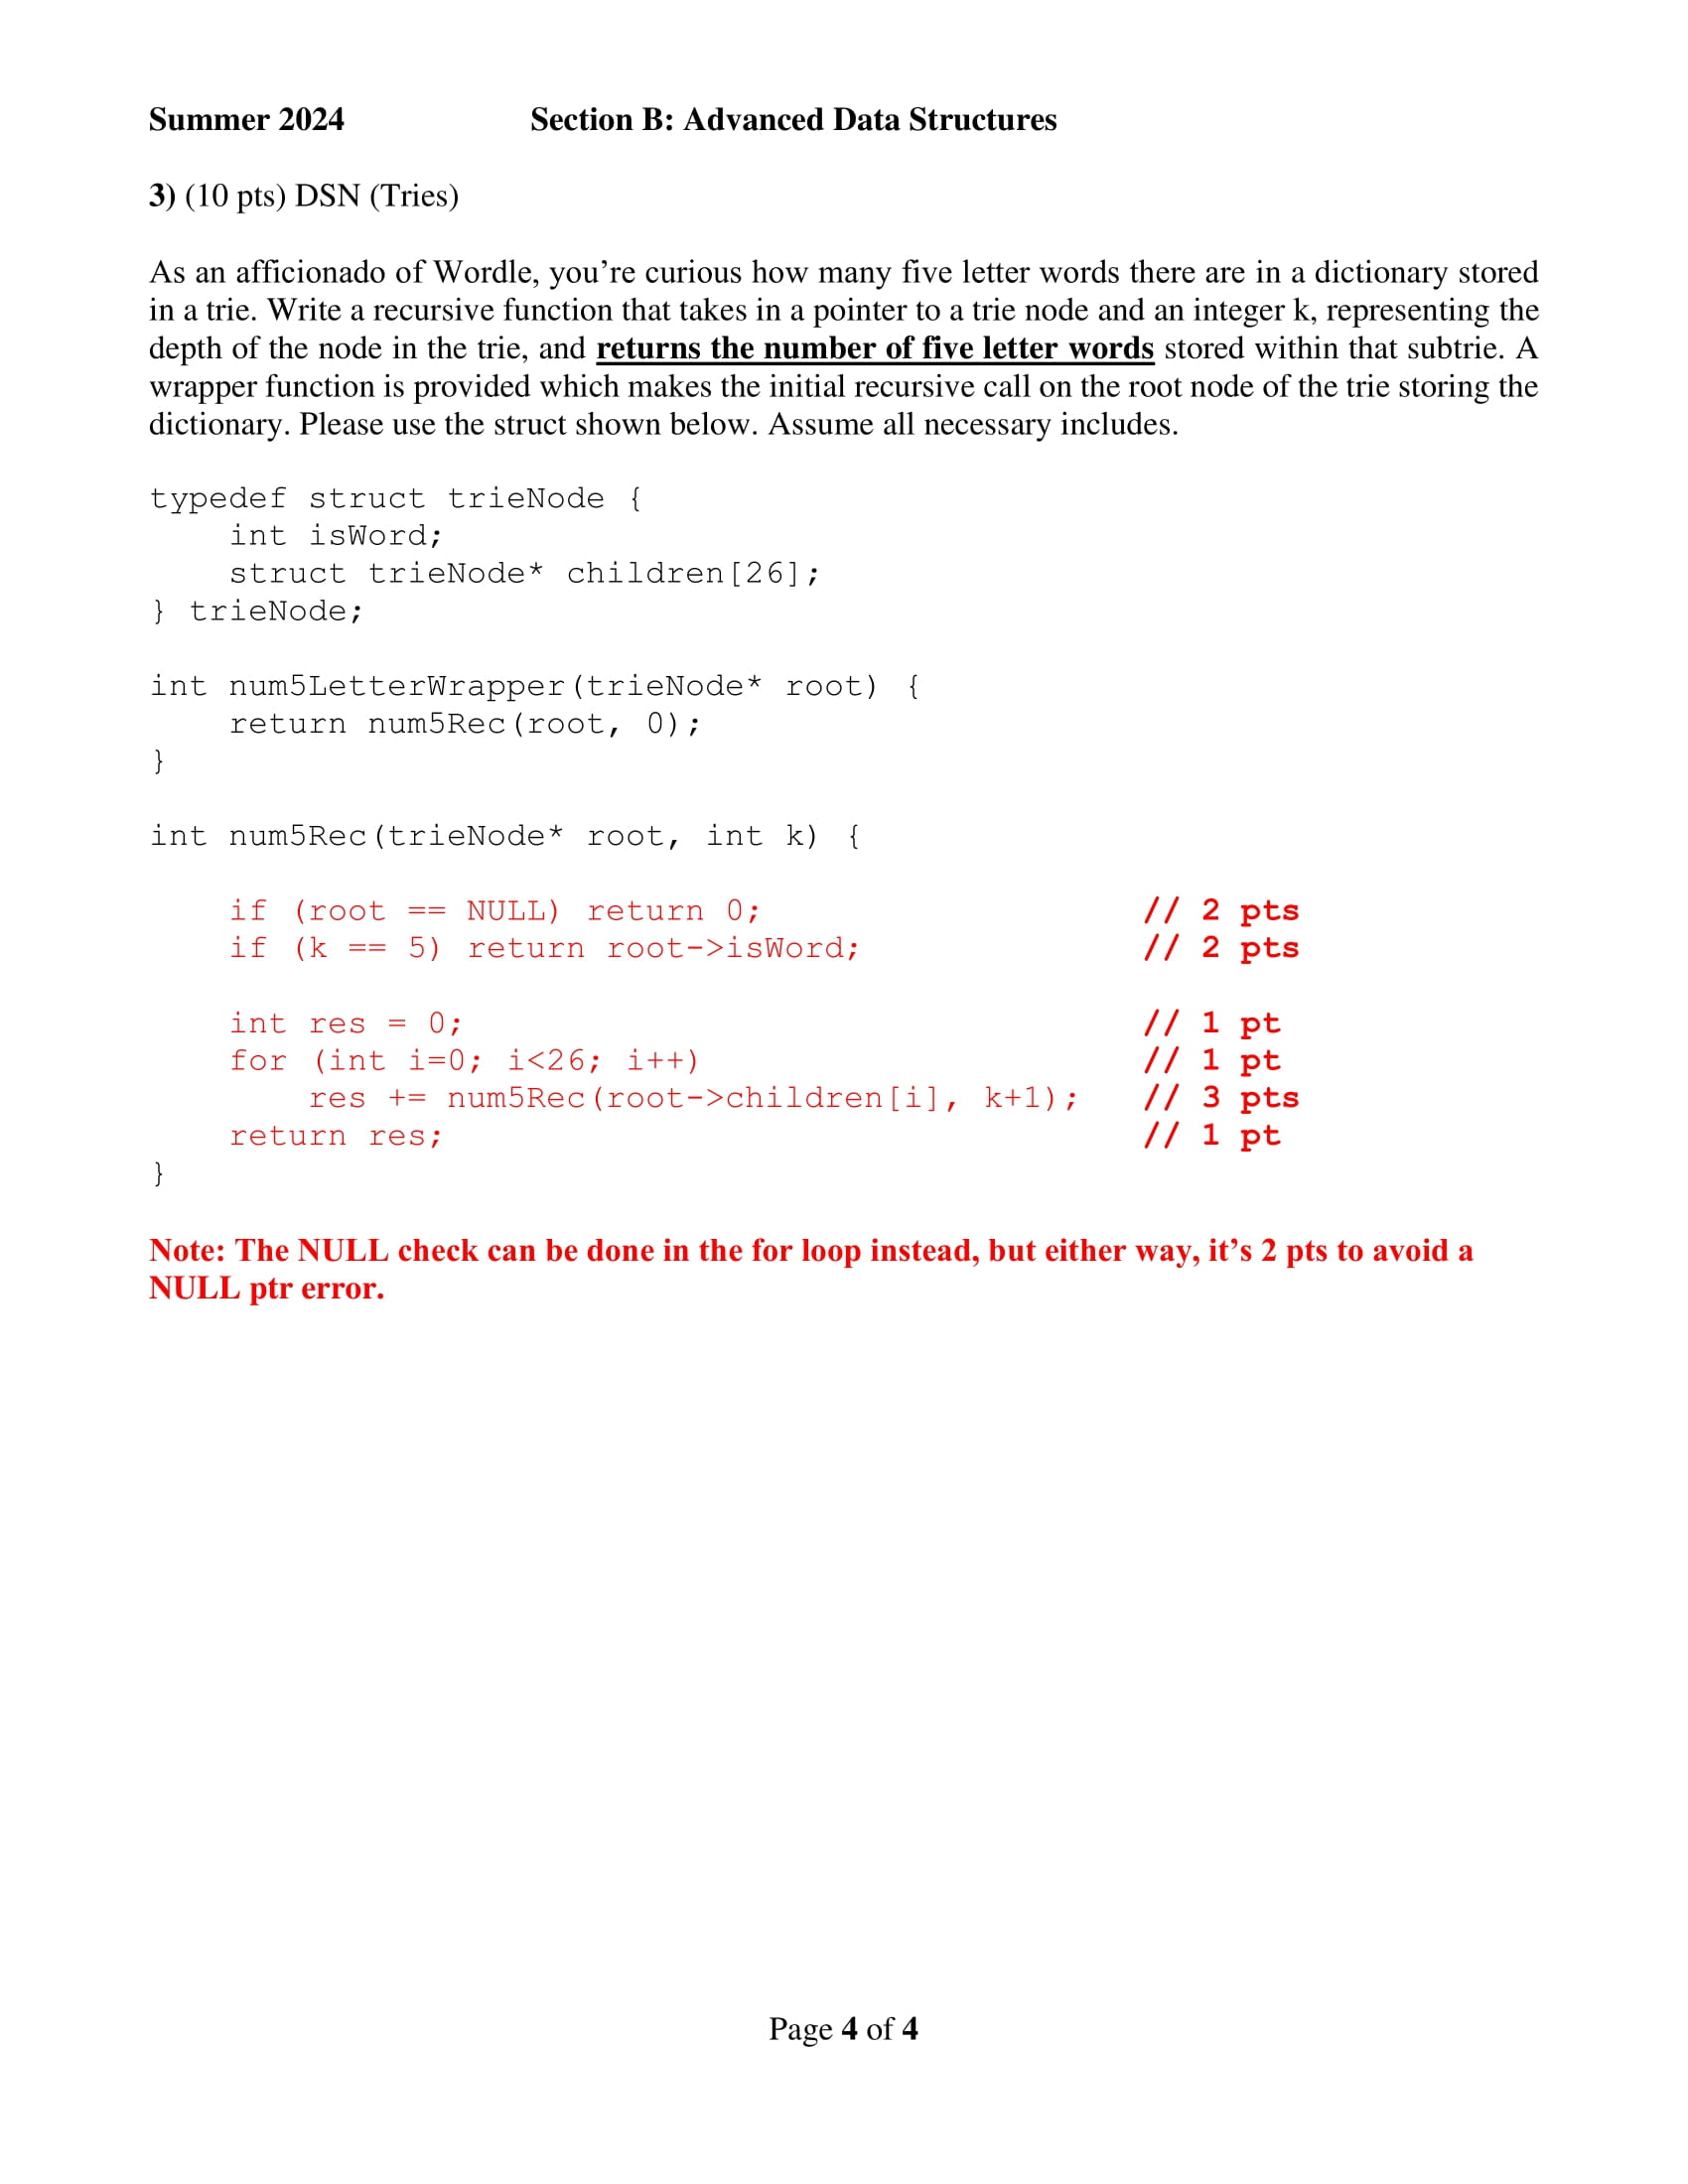 Summer 2024 Section B: Advanced Data Structures
3) (10 pts) DSN (Tries)
As an afficionado of Wordle, you’re curious how many five letter words there are in a dictionary stored
in a trie. Write a recursive function that takes in a pointer to a trie node and an integer k, representing the
depth of the node in the trie, and returns the number of five letter words stored within that subtrie. A
wrapper function is provided which makes the initial recursive call on the root node of the trie storing the
dictionary. Please use the struct shown below. Assume all necessary includes.
typedef struct trieNode {
    int isWord;
    struct trieNode* children[26];
} trieNode;
int num5LetterWrapper(trieNode* root) {
    return num5Rec(root, 0);
}
int num5Rec(trieNode* root, int k) {
    if (root == NULL) return 0; // 2 pts
    if (k == 5) return root->isWord; // 2 pts
    int res = 0; // 1 pt
    for (int i=0; i<26; i++) // 1 pt
        res += num5Rec(root->children[i], k+1); // 3 pts
    return res; // 1 pt
}
Note: The NULL check can be done in the for loop instead, but either way, it’s 2 pts to avoid a
NULL ptr error.
Page 4 of 4